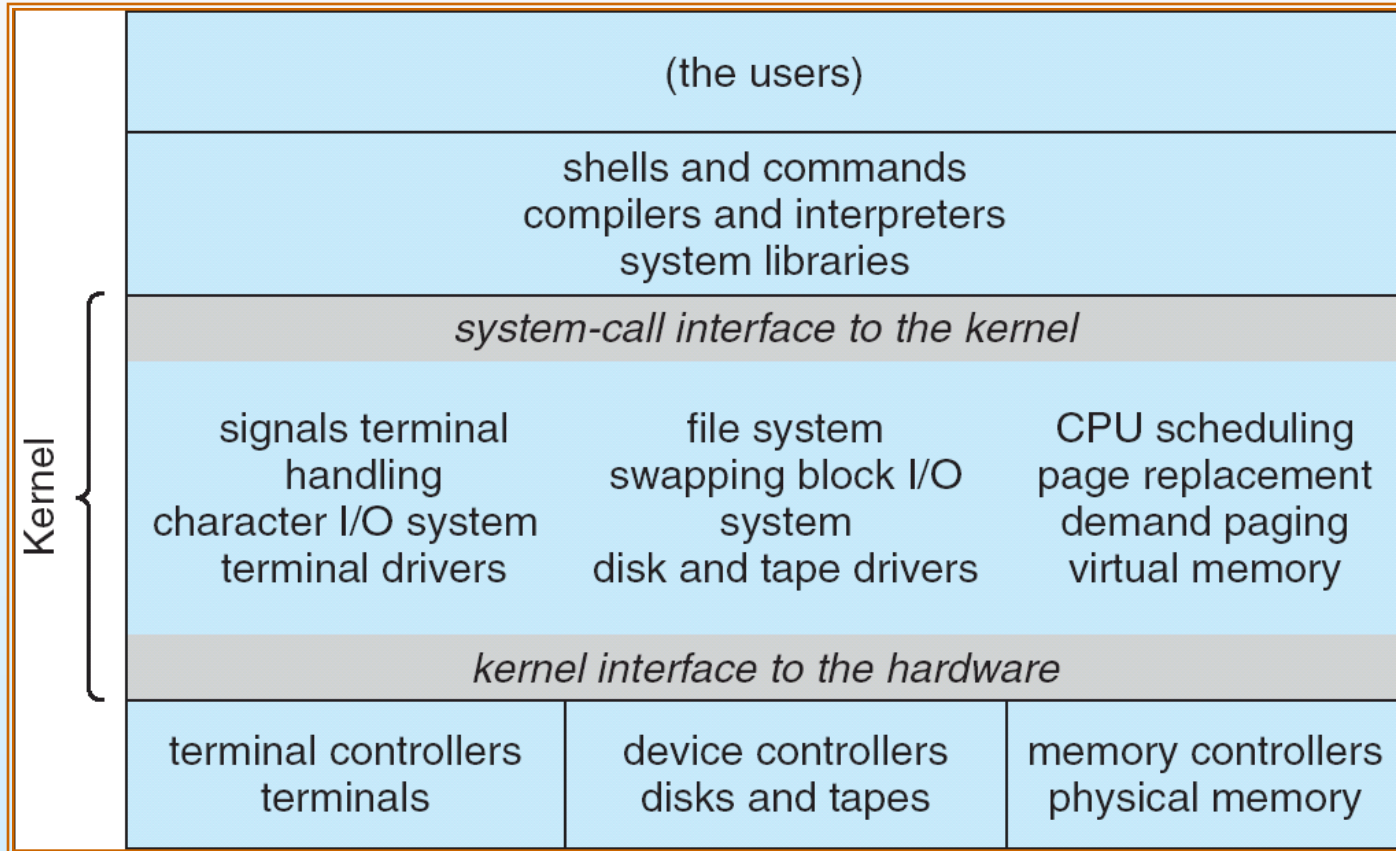 (the users)
shells and commands
compilers and interpreters
system libraries
system-call interface to the kernel
Kernel
signals terminal
handling
character I/O system
terminal drivers
file system
swapping block I/O
system
disk and tape drivers
CPU scheduling
page replacement
demand paging
virtual memory
kernel interface to the hardware
terminal controllers
terminals
device controllers
disks and tapes
memory controllers
physical memory